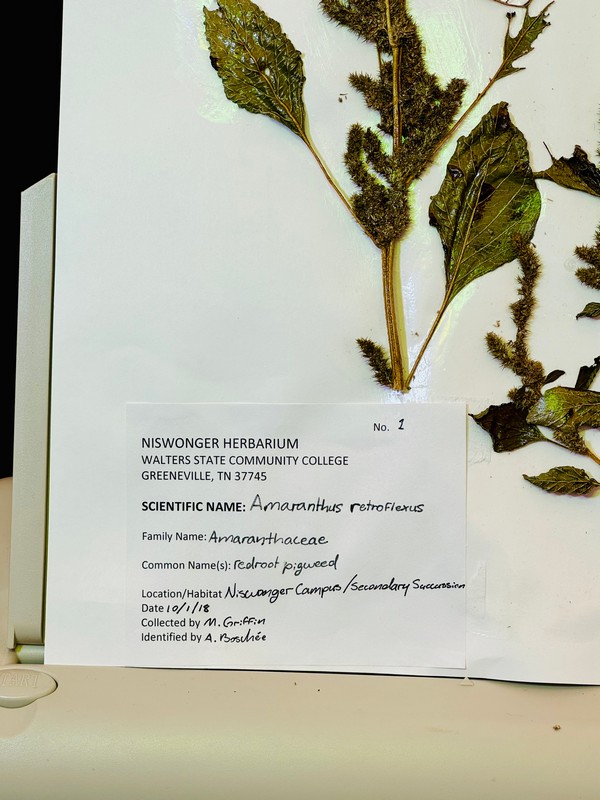 No. 1
NISWONGER HERBARIUM
WALTERS STATE COMMUNITY COLLEGE
GREENEVILLE, TN 37745
SCIENTIFIC NAME: Amaranthus retroflexus
Family Name: Amaranthaceae
Common Name(s): redroot pigweed
Location/Habitat Niswonger Campus/Secondary Succession
Date 10/1/18
Collected by M. Griffin
Identified by A. Boschée